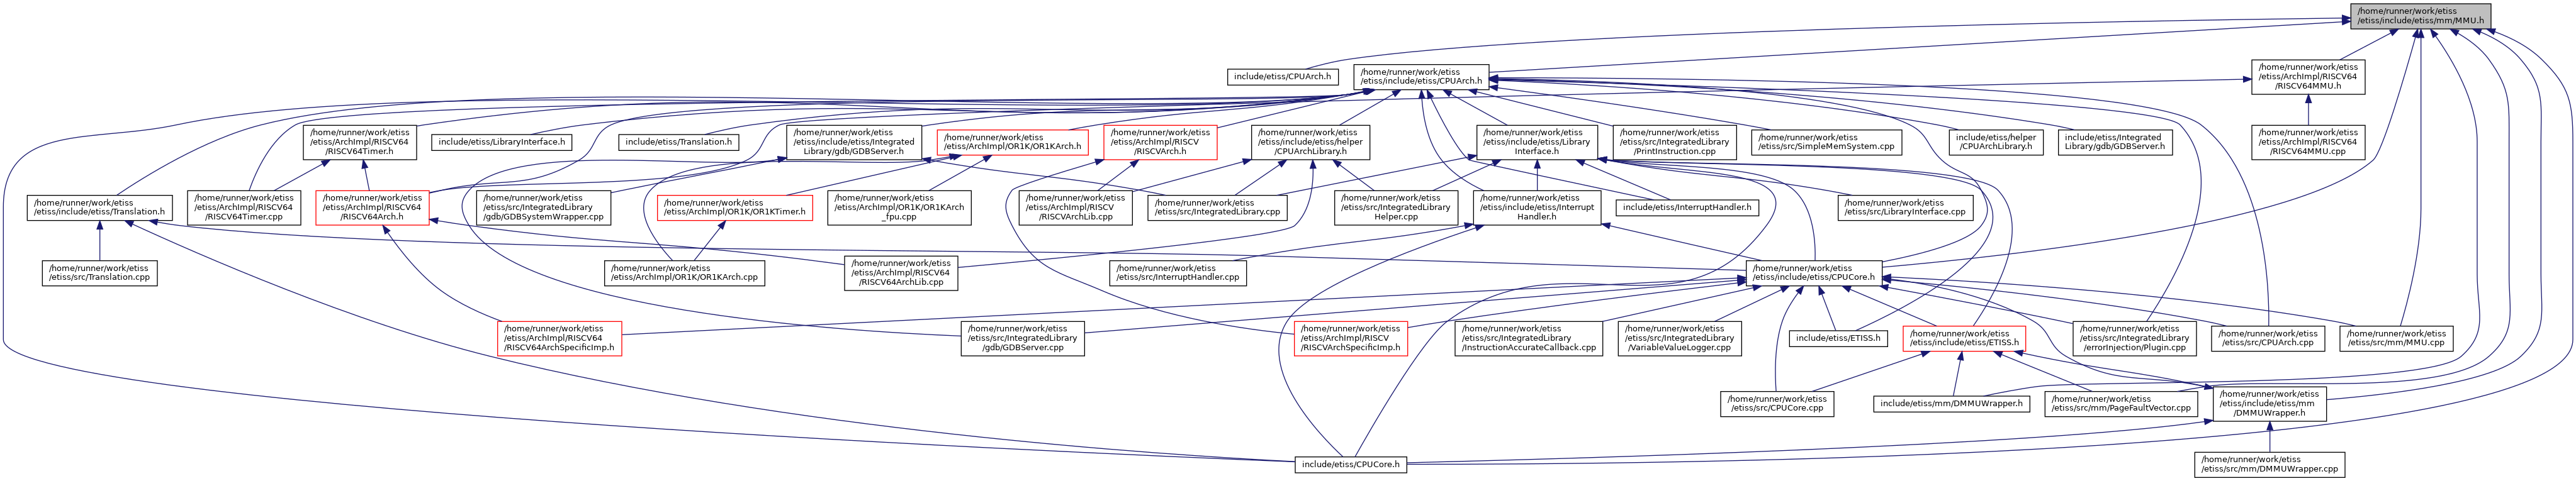 /home/runner/work/etiss
/etiss/include/etiss/mm/MMU.h
include/etiss/CPUArch.h
/home/runner/work/etiss
/etiss/include/etiss/CPUArch.h
/home/runner/work/etiss
/etiss/ArchImpl/RISCV64
/RISCV64MMU.h
/home/runner/work/etiss
/etiss/ArchImpl/RISCV64
/RISCV64Timer.h
include/etiss/LibraryInterface.h
include/etiss/Translation.h
/home/runner/work/etiss
/etiss/include/etiss/Integrated
Library/gdb/GDBServer.h
/home/runner/work/etiss
/etiss/ArchImpl/OR1K/OR1KArch.h
/home/runner/work/etiss
/etiss/ArchImpl/RISCV
/RISCVArch.h
/home/runner/work/etiss
/etiss/include/etiss/helper
/CPUArchLibrary.h
/home/runner/work/etiss
/etiss/include/etiss/Library
Interface.h
/home/runner/work/etiss
/etiss/src/IntegratedLibrary
/PrintInstruction.cpp
/home/runner/work/etiss
/etiss/src/SimpleMemSystem.cpp
include/etiss/helper
/CPUArchLibrary.h
include/etiss/Integrated
Library/gdb/GDBServer.h
/home/runner/work/etiss
/etiss/ArchImpl/RISCV64
/RISCV64MMU.cpp
/home/runner/work/etiss
/etiss/include/etiss/Translation.h
/home/runner/work/etiss
/etiss/ArchImpl/RISCV64
/RISCV64Timer.cpp
/home/runner/work/etiss
/etiss/ArchImpl/RISCV64
/RISCV64Arch.h
/home/runner/work/etiss
/etiss/src/IntegratedLibrary
/gdb/GDBSystemWrapper.cpp
/home/runner/work/etiss
/etiss/ArchImpl/OR1K/OR1KTimer.h
/home/runner/work/etiss
/etiss/ArchImpl/OR1K/OR1KArch
_fpu.cpp
/home/runner/work/etiss
/etiss/ArchImpl/RISCV
/RISCVArchLib.cpp
/home/runner/work/etiss
/etiss/src/IntegratedLibrary.cpp
/home/runner/work/etiss
/etiss/src/IntegratedLibrary
Helper.cpp
/home/runner/work/etiss
/etiss/include/etiss/Interrupt
Handler.h
include/etiss/InterruptHandler.h
/home/runner/work/etiss
/etiss/src/LibraryInterface.cpp
/home/runner/work/etiss
/etiss/src/Translation.cpp
/home/runner/work/etiss
/etiss/ArchImpl/OR1K/OR1KArch.cpp
/home/runner/work/etiss
/etiss/ArchImpl/RISCV64
/RISCV64ArchLib.cpp
/home/runner/work/etiss
/etiss/src/InterruptHandler.cpp
/home/runner/work/etiss
/etiss/include/etiss/CPUCore.h
/home/runner/work/etiss
/etiss/ArchImpl/RISCV64
/RISCV64ArchSpecificImp.h
/home/runner/work/etiss
/etiss/src/IntegratedLibrary
/gdb/GDBServer.cpp
/home/runner/work/etiss
/etiss/ArchImpl/RISCV
/RISCVArchSpecificImp.h
/home/runner/work/etiss
/etiss/src/IntegratedLibrary
/InstructionAccurateCallback.cpp
/home/runner/work/etiss
/etiss/src/IntegratedLibrary
/VariableValueLogger.cpp
include/etiss/ETISS.h
/home/runner/work/etiss
/etiss/include/etiss/ETISS.h
/home/runner/work/etiss
/etiss/src/IntegratedLibrary
/errorInjection/Plugin.cpp
/home/runner/work/etiss
/etiss/src/CPUArch.cpp
/home/runner/work/etiss
/etiss/src/mm/MMU.cpp
/home/runner/work/etiss
/etiss/src/CPUCore.cpp
include/etiss/mm/DMMUWrapper.h
/home/runner/work/etiss
/etiss/src/mm/PageFaultVector.cpp
/home/runner/work/etiss
/etiss/include/etiss/mm
/DMMUWrapper.h
include/etiss/CPUCore.h
/home/runner/work/etiss
/etiss/src/mm/DMMUWrapper.cpp